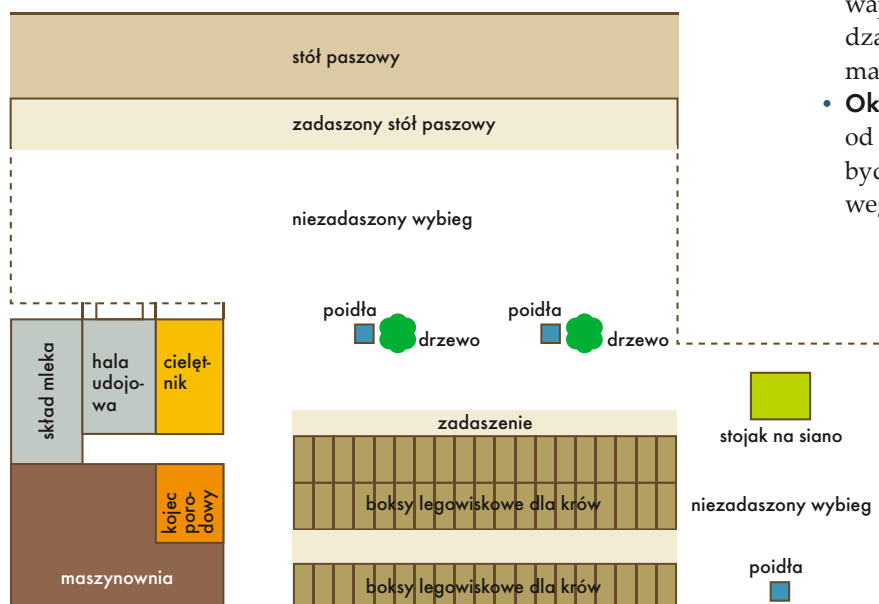 stół paszowy
zadaszony stół paszowy
niezadaszony wybieg
poidła
drzewo
poidła
drzewo
skład mleka
hala
udojo-
wa
cielęt-
nik
stojak na siano
zadaszenie
boksy legowiskowe dla krów
niezadaszony wybieg
kojec
poro-
dowy
maszynownia
boksy legowiskowe dla krów
poidła
dza
ma
• Ok
od
byc
weg